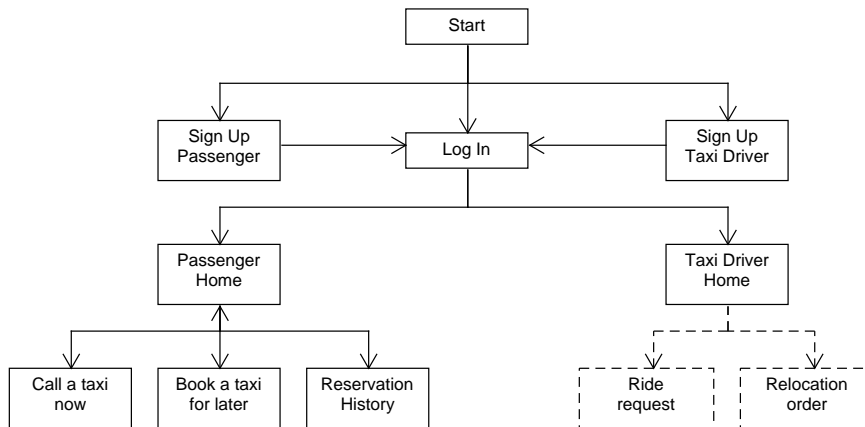 Start
Sign Up
Passenger
Log In
Sign Up
Taxi Driver
Passenger
Home
Taxi Driver
Home
Call a taxi
now
Book a taxi
for later
Reservation
History
Ride
request
Relocation
order